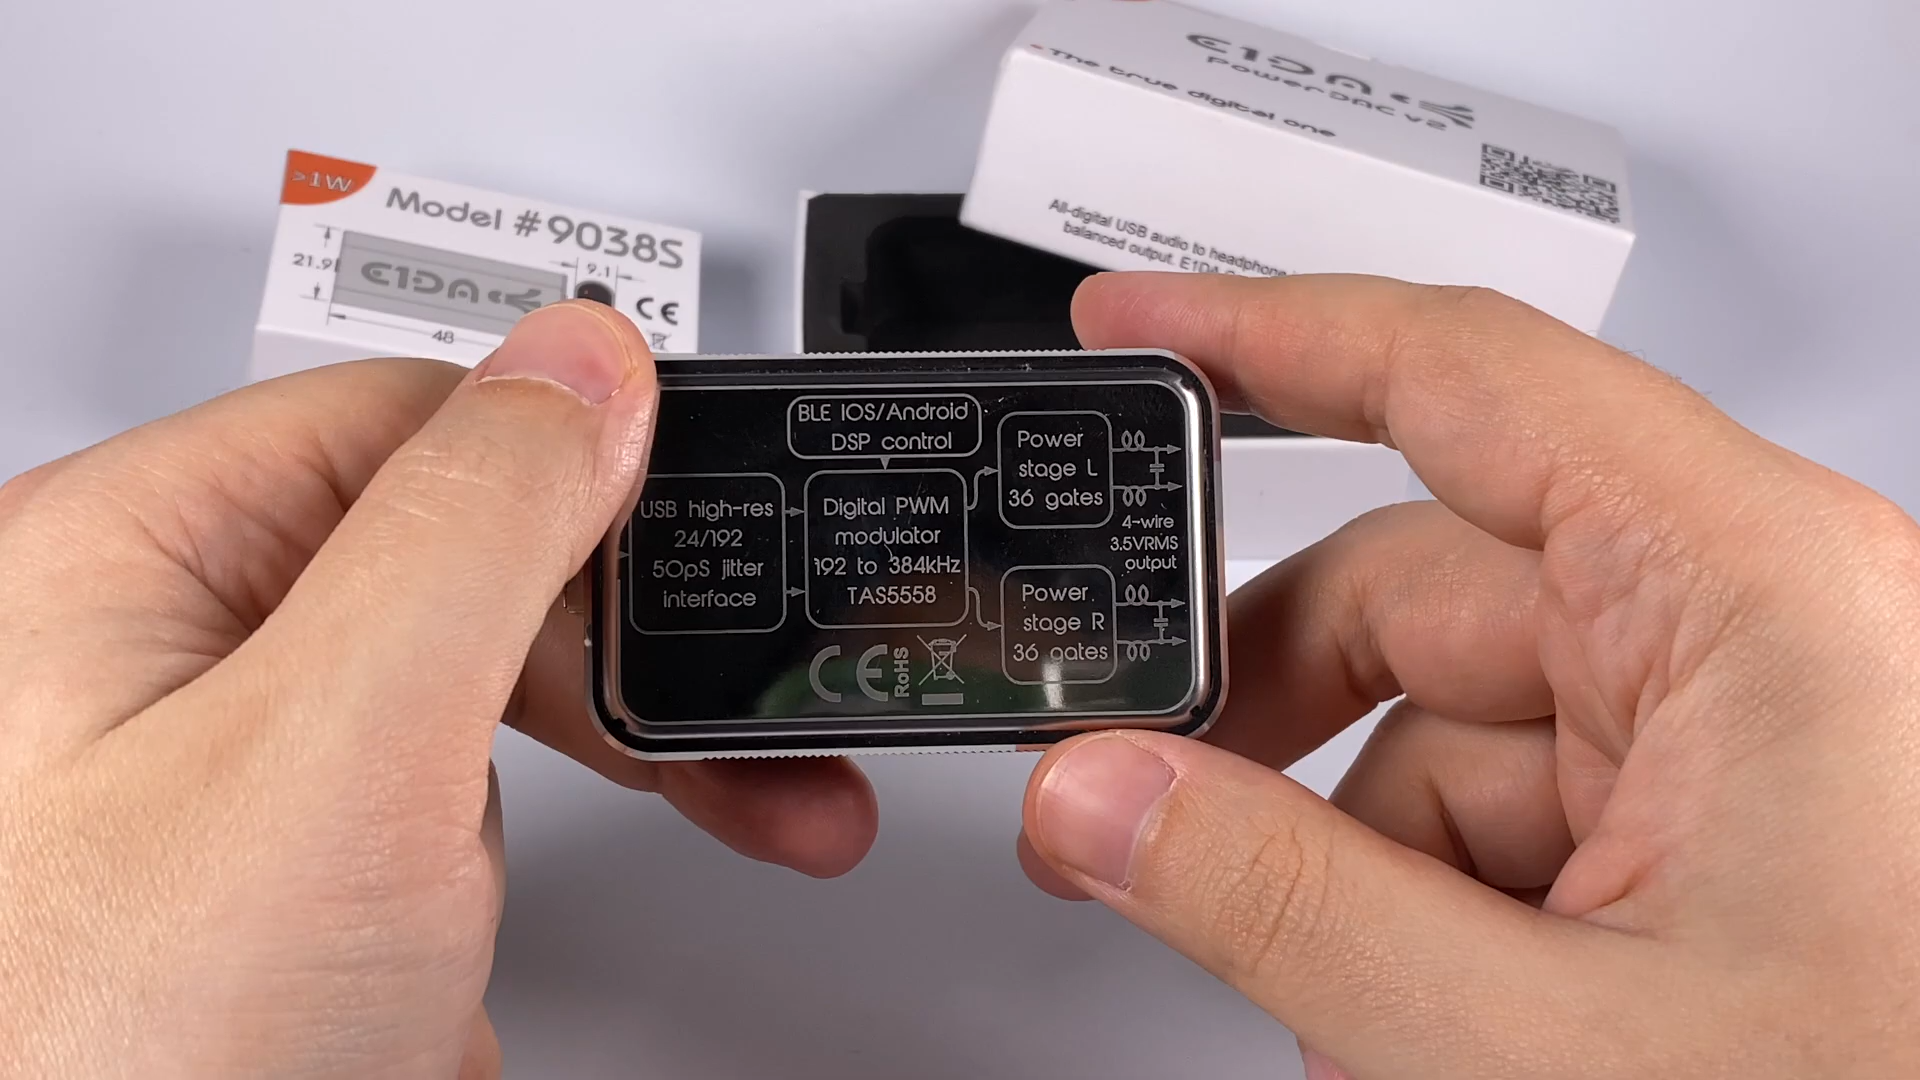 >1W
Model #9038S
21.9
9.1
E1DA
48
CE
E1DA
PowerDAC v2
The true digital one
All-digital USB audio to headphone
balanced output. E1DA
BLE IOS/Android
DSP control
USB high-res
24/192
50pS jitter
interface
Digital PWM
modulator
192 to 384kHz
TAS5558
Power
stage L
36 gates
4-wire
3.5VRMS
output
Power
stage R
36 gates
CE
RoHS